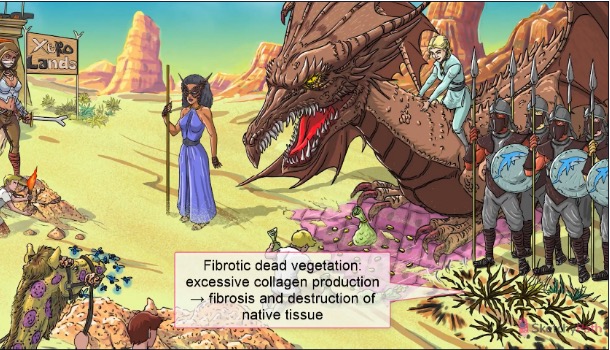 Xero
Lands
Fibrotic dead vegetation:
excessive collagen production
→ fibrosis and destruction of
native tissue